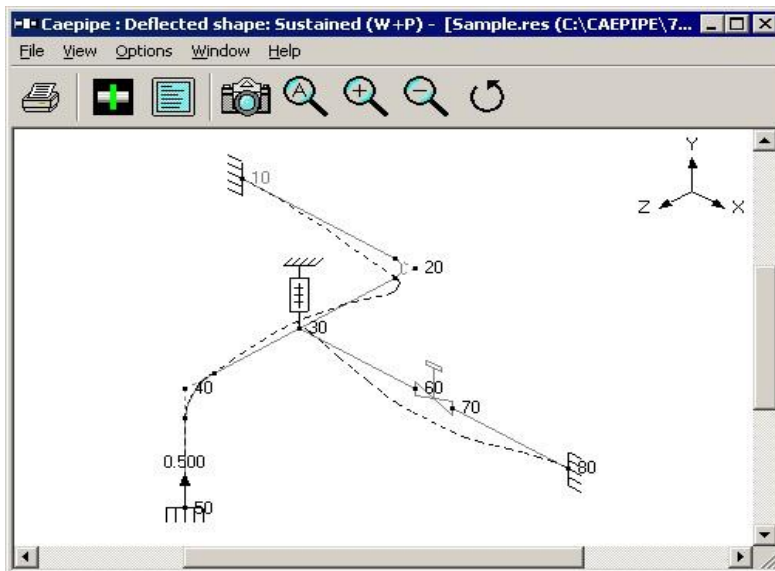 Caepipe : Deflected shape: Sustained (W+P) - [Sample.res (C:\CAEPIPE\7...
File View Options Window Help
A
Y
10
Z X
20
30
40 60
70
0.500
80
50